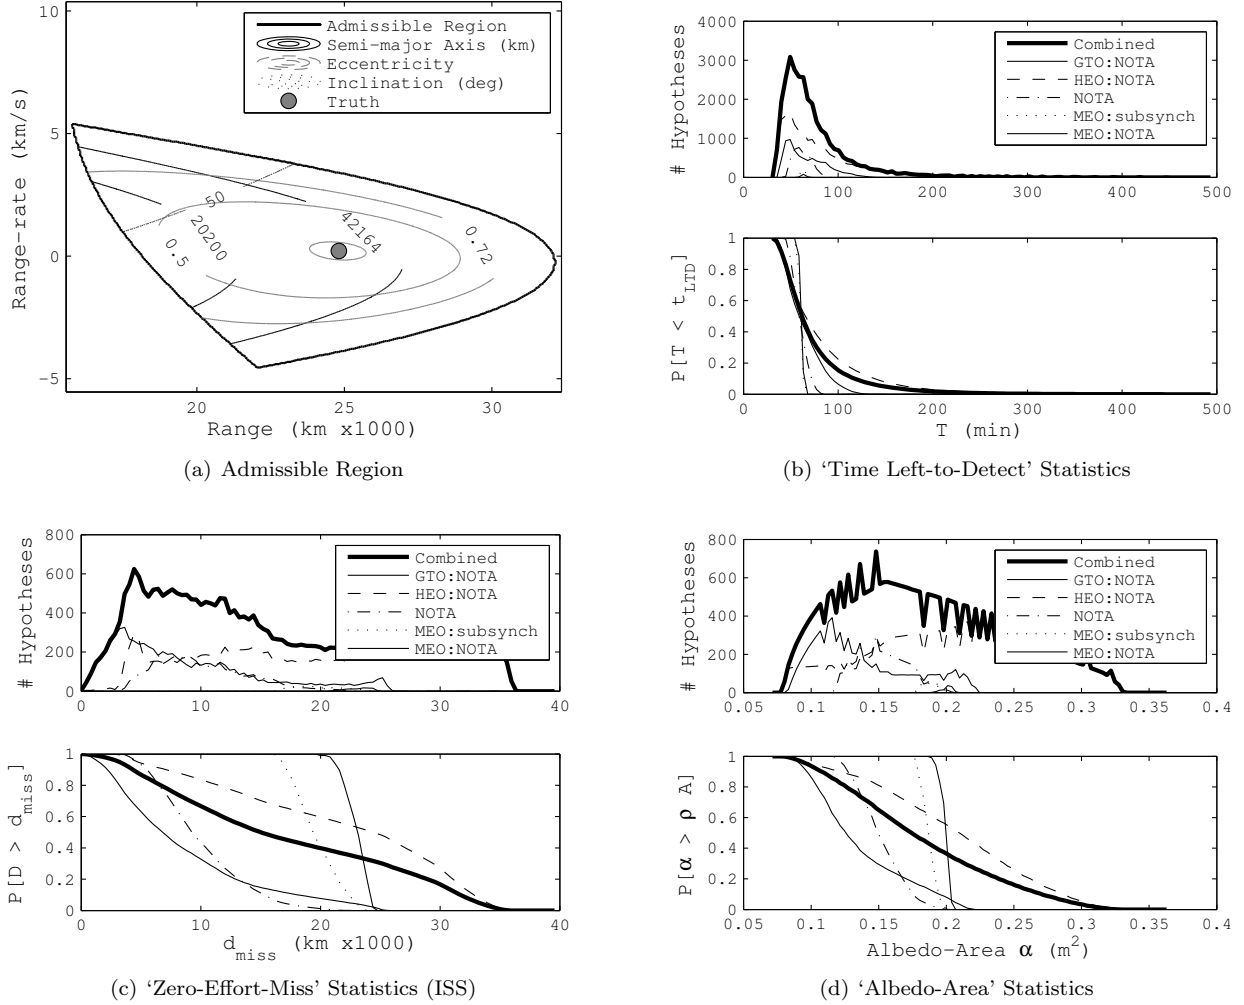 10
5
0
−5
Range-rate (km/s)
Admissible Region
Semi-major Axis (km)
Eccentricity
Inclination (deg)
Truth
50
20200
0.5
42164
0.72
20 25 30
Range (km x1000)
(a) Admissible Region
4000
3000
2000
1000
0
# Hypotheses
Combined
GTO:NOTA
HEO:NOTA
NOTA
MEO:subsynch
MEO:NOTA
0 100 200 300 400 500
1
0.8
0.6
0.4
0.2
0
P[T < t_LTD]
0 100 200 300 400 500
T (min)
(b) ‘Time Left-to-Detect’ Statistics
800
600
400
200
0
# Hypotheses
Combined
GTO:NOTA
HEO:NOTA
NOTA
MEO:subsynch
MEO:NOTA
0 10 20 30 40
1
0.8
0.6
0.4
0.2
0
P[D > d_miss]
0 10 20 30 40
d_miss (km x1000)
(c) ‘Zero-Effort-Miss’ Statistics (ISS)
800
600
400
200
0
# Hypotheses
Combined
GTO:NOTA
HEO:NOTA
NOTA
MEO:subsynch
MEO:NOTA
0.05 0.1 0.15 0.2 0.25 0.3 0.35 0.4
1
0.8
0.6
0.4
0.2
0
P[α > ρ A]
0.05 0.1 0.15 0.2 0.25 0.3 0.35 0.4
Albedo-Area α (m²)
(d) ‘Albedo-Area’ Statistics